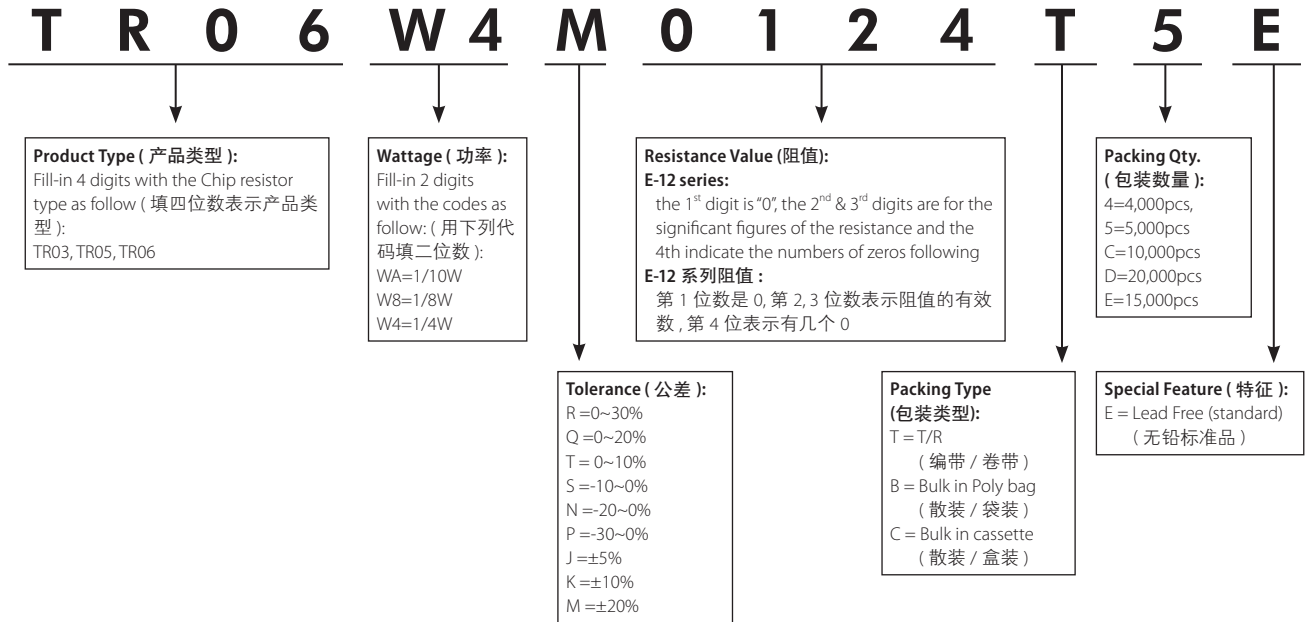 T R 0 6 W 4 M 0 1 2 4 T 5 E
Product Type ( 产品类型 ):
Fill-in 4 digits with the Chip resistor
type as follow ( 填四位数表示产品类
型 ):
TR03, TR05, TR06
Wattage ( 功率 ):
Fill-in 2 digits
with the codes as
follow: ( 用下列代
码填二位数 ):
WA=1/10W
W8=1/8W
W4=1/4W
Resistance Value (阻值):
E-12 series:
the 1st digit is “0”, the 2nd & 3rd digits are for the
significant figures of the resistance and the
4th indicate the numbers of zeros following
E-12 系列阻值 :
第 1 位数是 0, 第 2, 3 位数表示阻值的有效
数 , 第 4 位表示有几个 0
Packing Qty.
( 包装数量 ):
4=4,000pcs,
5=5,000pcs
C=10,000pcs
D=20,000pcs
E=15,000pcs
Tolerance ( 公差 ):
R =0~30%
Q =0~20%
T = 0~10%
S =-10~0%
N =-20~0%
P =-30~0%
J =±5%
K =±10%
M =±20%
Packing Type
(包装类型):
T = T/R
( 编带 / 卷带 )
B = Bulk in Poly bag
( 散装 / 袋装 )
C = Bulk in cassette
( 散装 / 盒装 )
Special Feature ( 特征 ):
E = Lead Free (standard)
( 无铅标准品 )